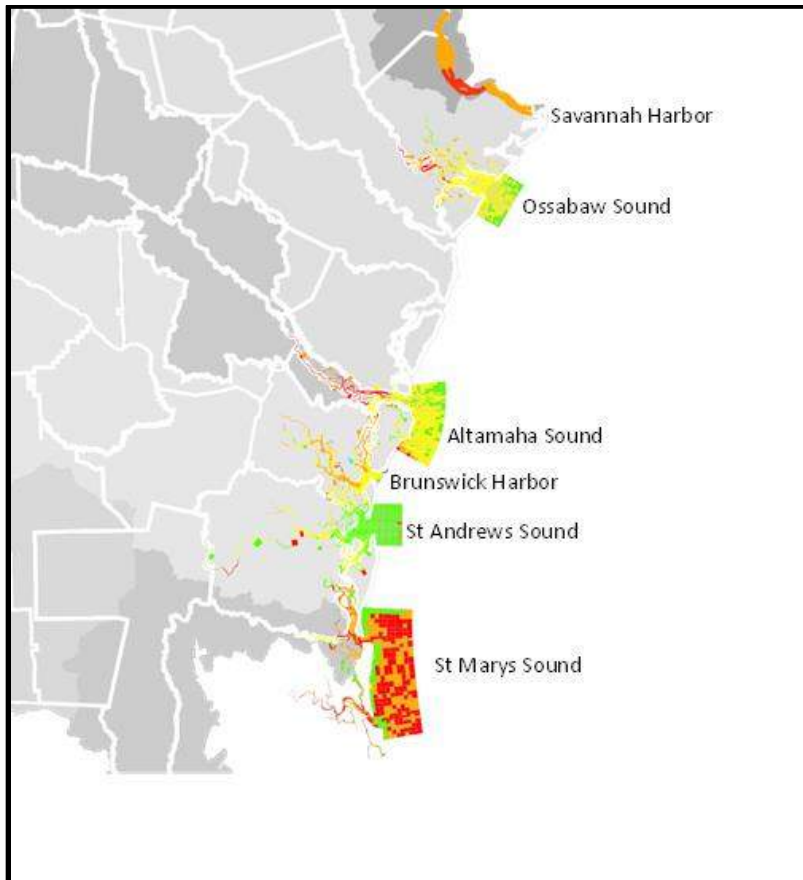 Savannah Harbor
Ossabaw Sound
Altamaha Sound
Brunswick Harbor
St Andrews Sound
St Marys Sound